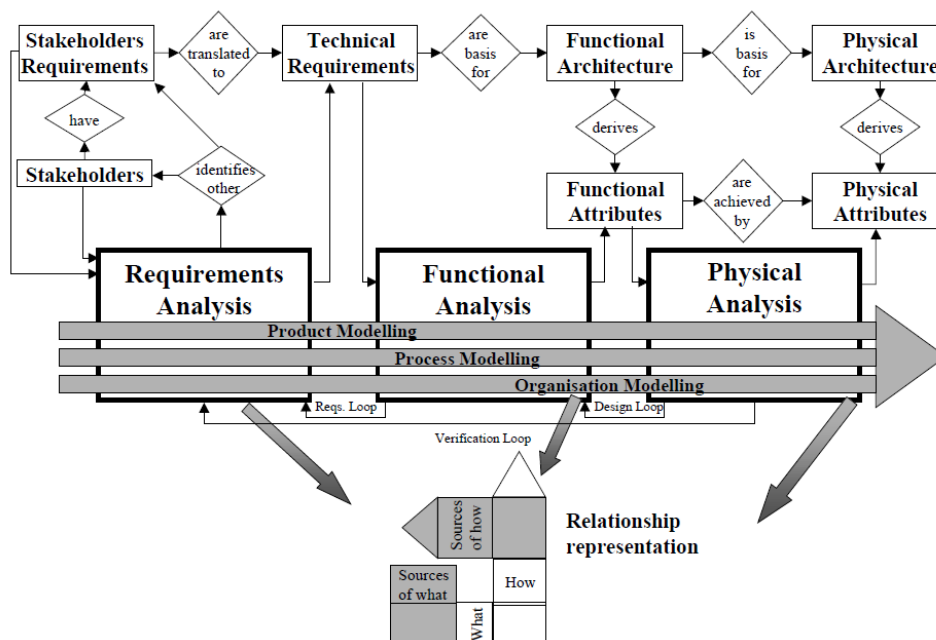 Stakeholders
Requirements
are
translated
to
Technical
Requirements
are
basis
for
Functional
Architecture
is
basis
for
Physical
Architecture
have
derives
derives
Stakeholders
identifies
other
Functional
Attributes
are
achieved
by
Physical
Attributes
Requirements
Analysis
Functional
Analysis
Physical
Analysis
Product Modelling
Process Modelling
Organisation Modelling
Reqs. Loop
Design Loop
Verification Loop
Sources
of how
Relationship
representation
Sources
of what
How
What